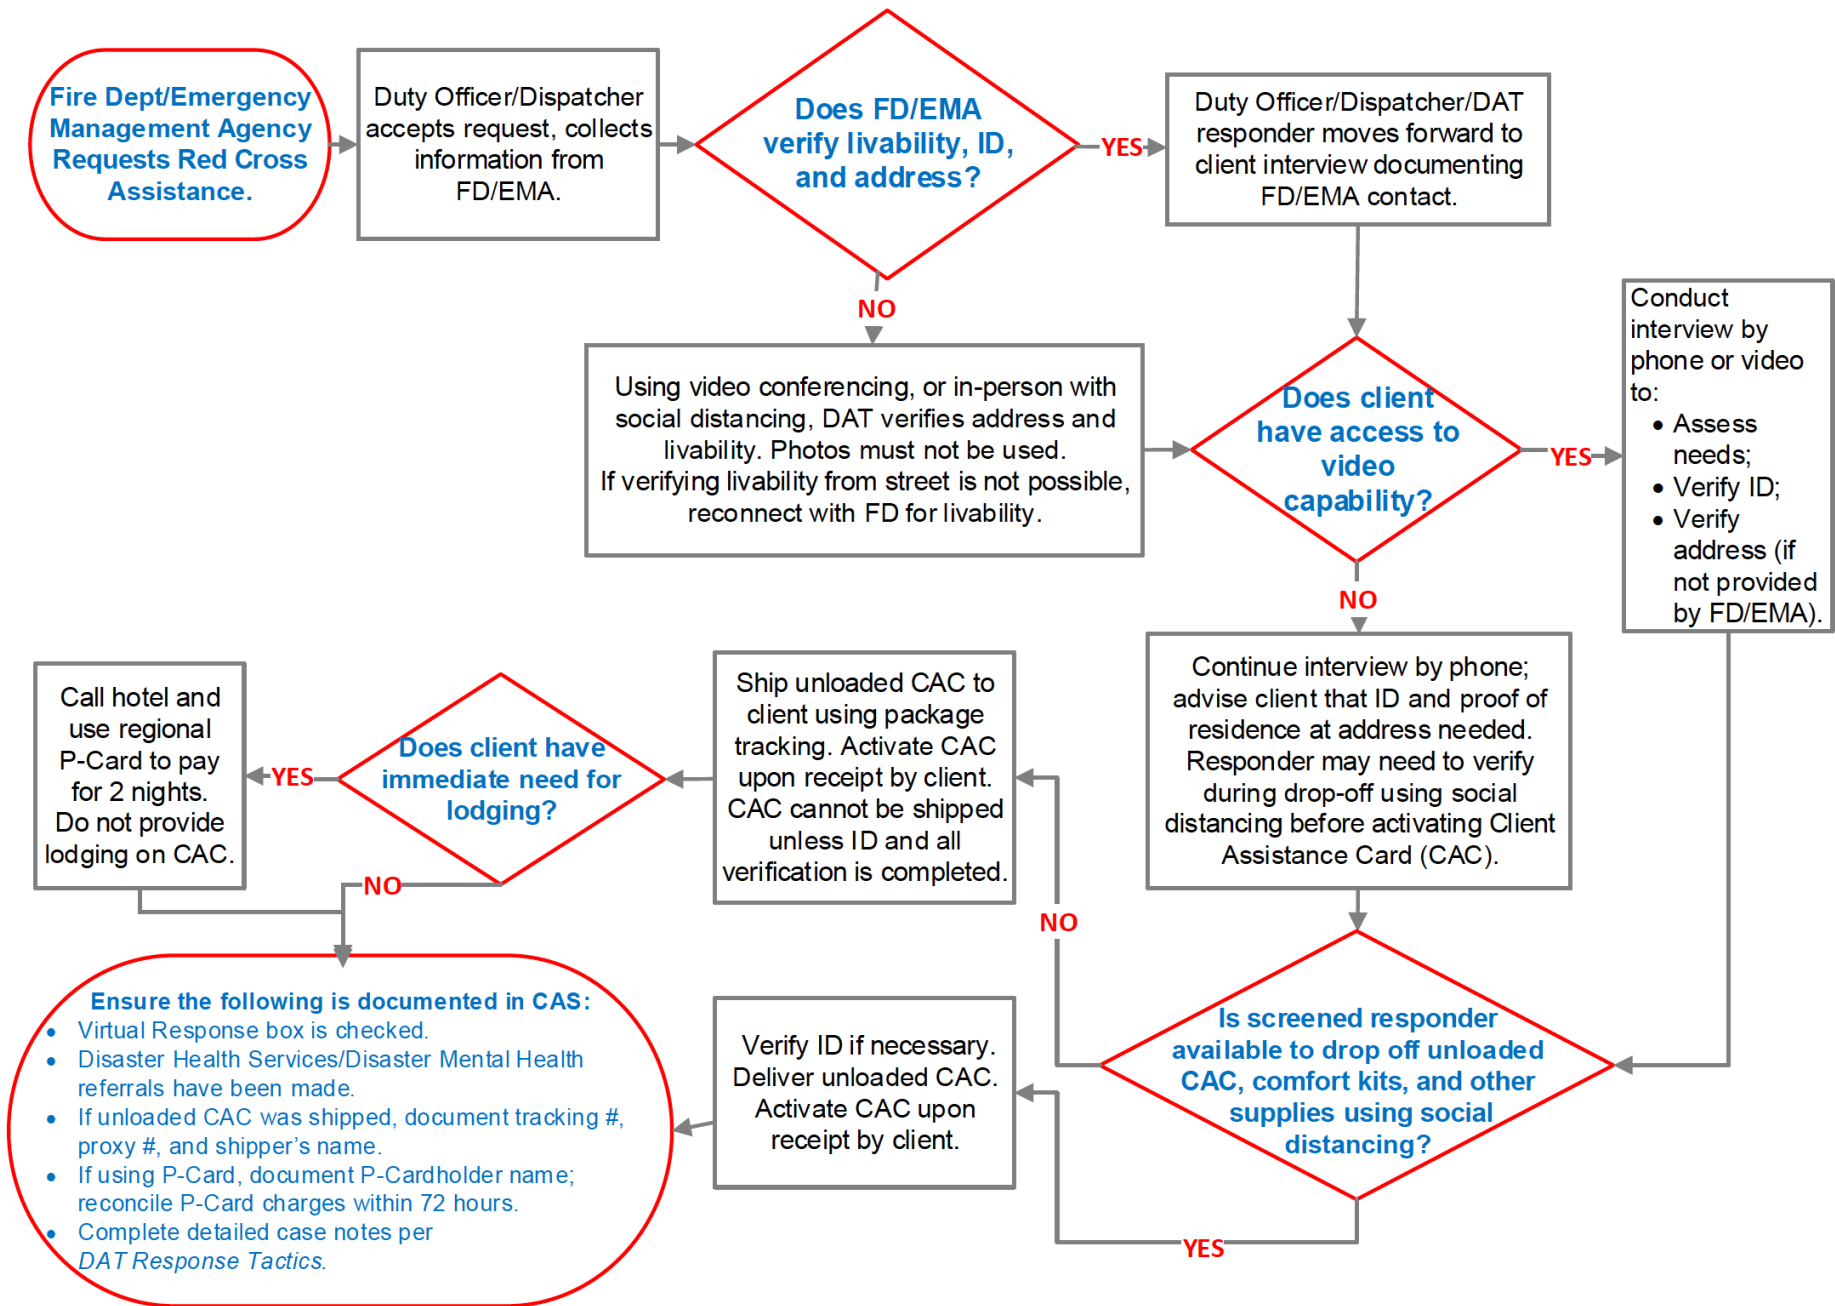 Fire Dept/Emergency
Management Agency
Requests Red Cross
Assistance.
Duty Officer/Dispatcher
accepts request, collects
information from
FD/EMA.
Does FD/EMA
verify livability, ID,
and address?
YES
Duty Officer/Dispatcher/DAT
responder moves forward to
client interview documenting
FD/EMA contact.
NO
Using video conferencing, or in-person with
social distancing, DAT verifies address and
livability. Photos must not be used.
If verifying livability from street is not possible,
reconnect with FD for livability.
Does client
have access to
video
capability?
YES
Conduct
interview by
phone or video
to:
• Assess
needs;
• Verify ID;
• Verify
address (if
not provided
by FD/EMA).
NO
Continue interview by phone;
advise client that ID and proof of
residence at address needed.
Responder may need to verify
during drop-off using social
distancing before activating Client
Assistance Card (CAC).
Is screened responder
available to drop off unloaded
CAC, comfort kits, and other
supplies using social
distancing?
NO
Ship unloaded CAC to
client using package
tracking. Activate CAC
upon receipt by client.
CAC cannot be shipped
unless ID and all
verification is completed.
Does client have
immediate need for
lodging?
YES
Call hotel and
use regional
P-Card to pay
for 2 nights.
Do not provide
lodging on CAC.
NO
YES
Verify ID if necessary.
Deliver unloaded CAC.
Activate CAC upon
receipt by client.
Ensure the following is documented in CAS:
• Virtual Response box is checked.
• Disaster Health Services/Disaster Mental Health
referrals have been made.
• If unloaded CAC was shipped, document tracking #,
proxy #, and shipper’s name.
• If using P-Card, document P-Cardholder name;
reconcile P-Card charges within 72 hours.
• Complete detailed case notes per
DAT Response Tactics.